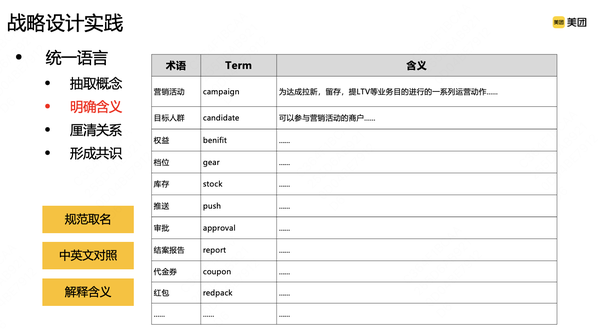 战略设计实践
美团 美团
• 统一语言
• 抽取概念
• 明确含义
• 厘清关系
• 形成共识
规范取名
中英文对照
解释含义
术语 Term 含义
营销活动 campaign 为达成拉新，留存，提LTV等业务目的进行的一系列运营动作......
目标人群 candidate 可以参与营销活动的商户......
权益 benifit ......
档位 gear ......
库存 stock ......
推送 push ......
审批 approval ......
结案报告 report ......
代金券 coupon ......
红包 redpack ......
...... ...... ......